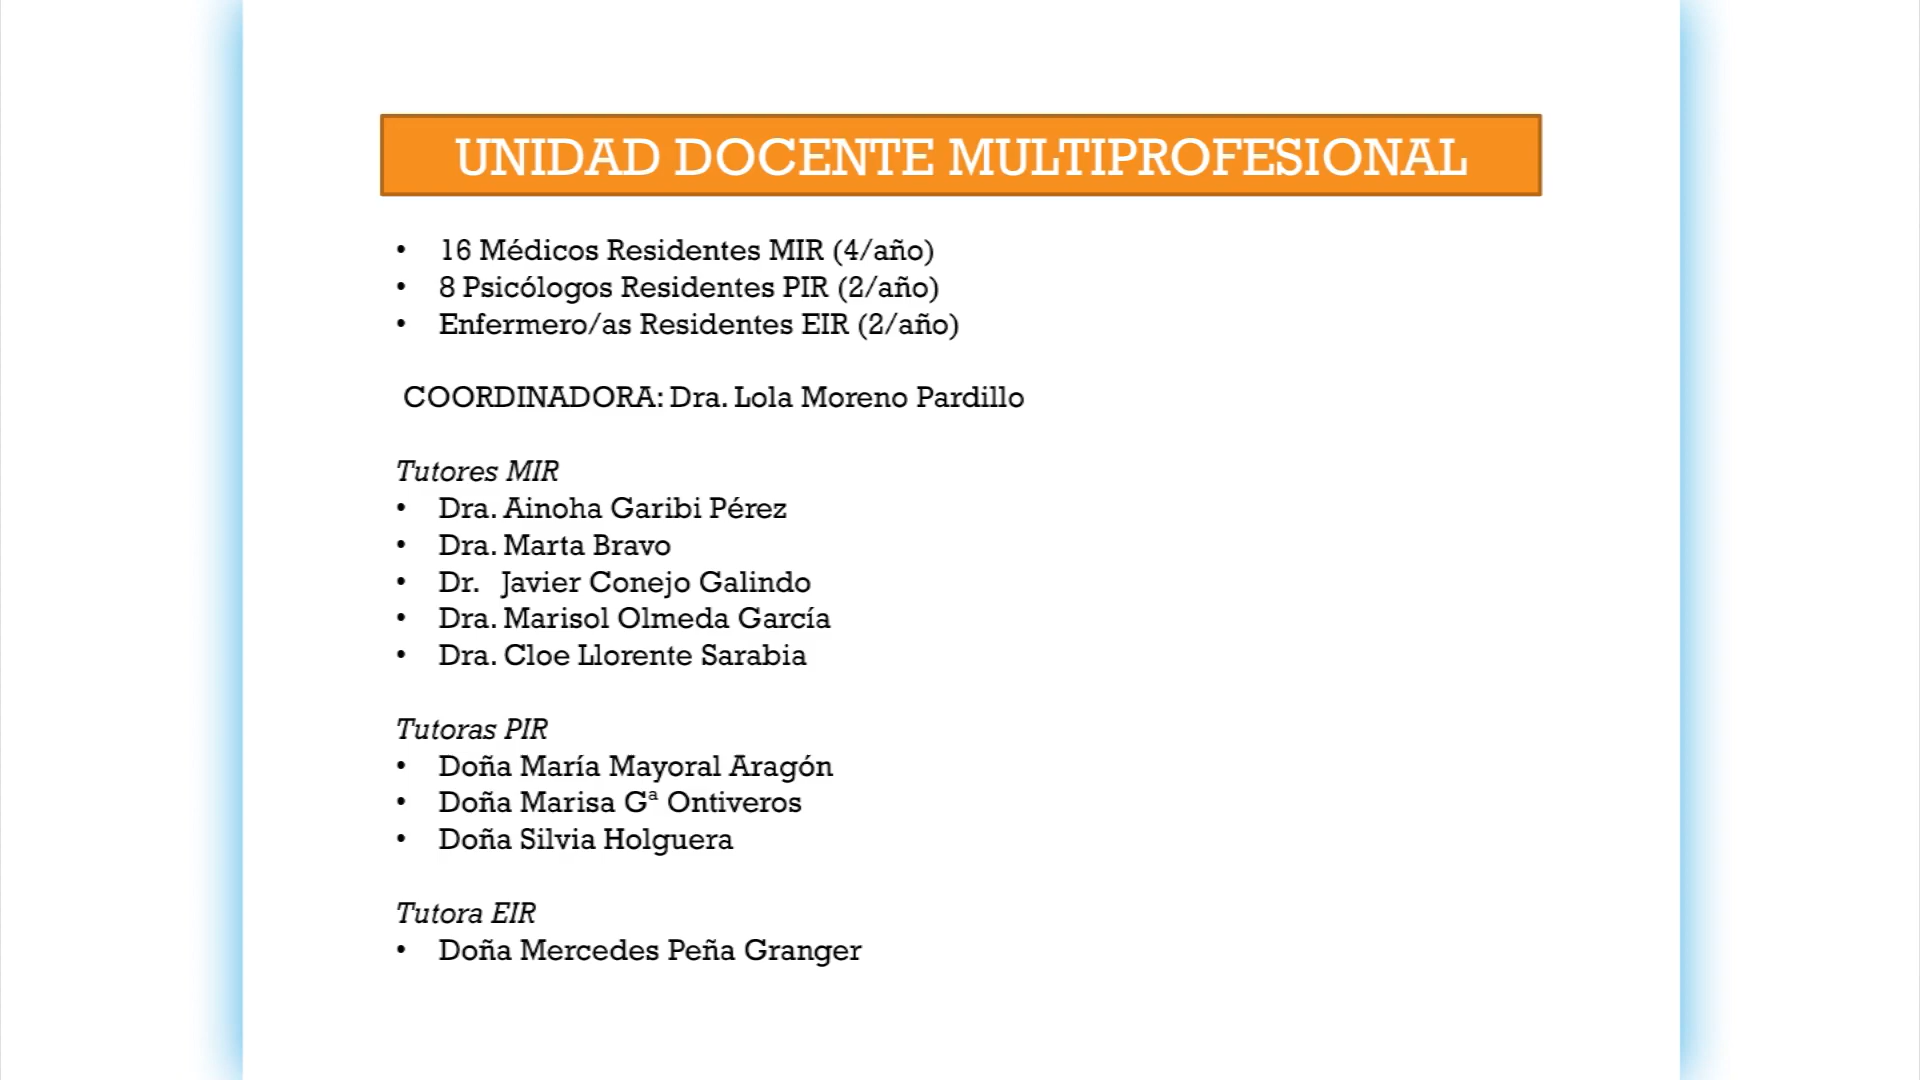 UNIDAD DOCENTE MULTIPROFESIONAL
• 16 Médicos Residentes MIR (4/año)
• 8 Psicólogos Residentes PIR (2/año)
• Enfermero/as Residentes EIR (2/año)
COORDINADORA: Dra. Lola Moreno Pardillo
Tutores MIR
• Dra. Ainoha Garibi Pérez
• Dra. Marta Bravo
• Dr. Javier Conejo Galindo
• Dra. Marisol Olmeda García
• Dra. Cloe Llorente Sarabia
Tutoras PIR
• Doña María Mayoral Aragón
• Doña Marisa Gª Ontiveros
• Doña Silvia Holguera
Tutora EIR
• Doña Mercedes Peña Granger